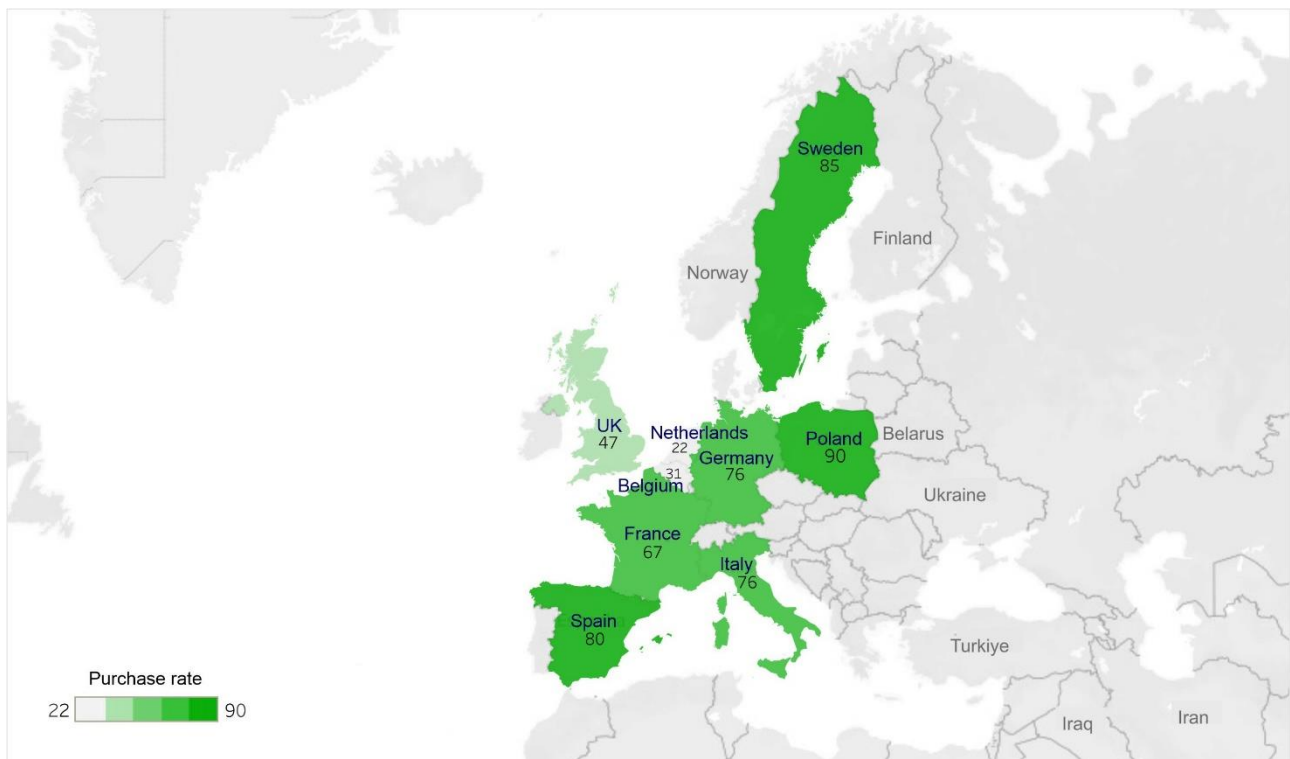 Sweden
85
Finland
Norway
UK
47
Netherlands
22
Germany
76
Poland
90
Belarus
31
Belgium
Ukraine
France
67
Italy
76
Spain
80
Turkiye
Purchase rate
22
90
Iraq
Iran